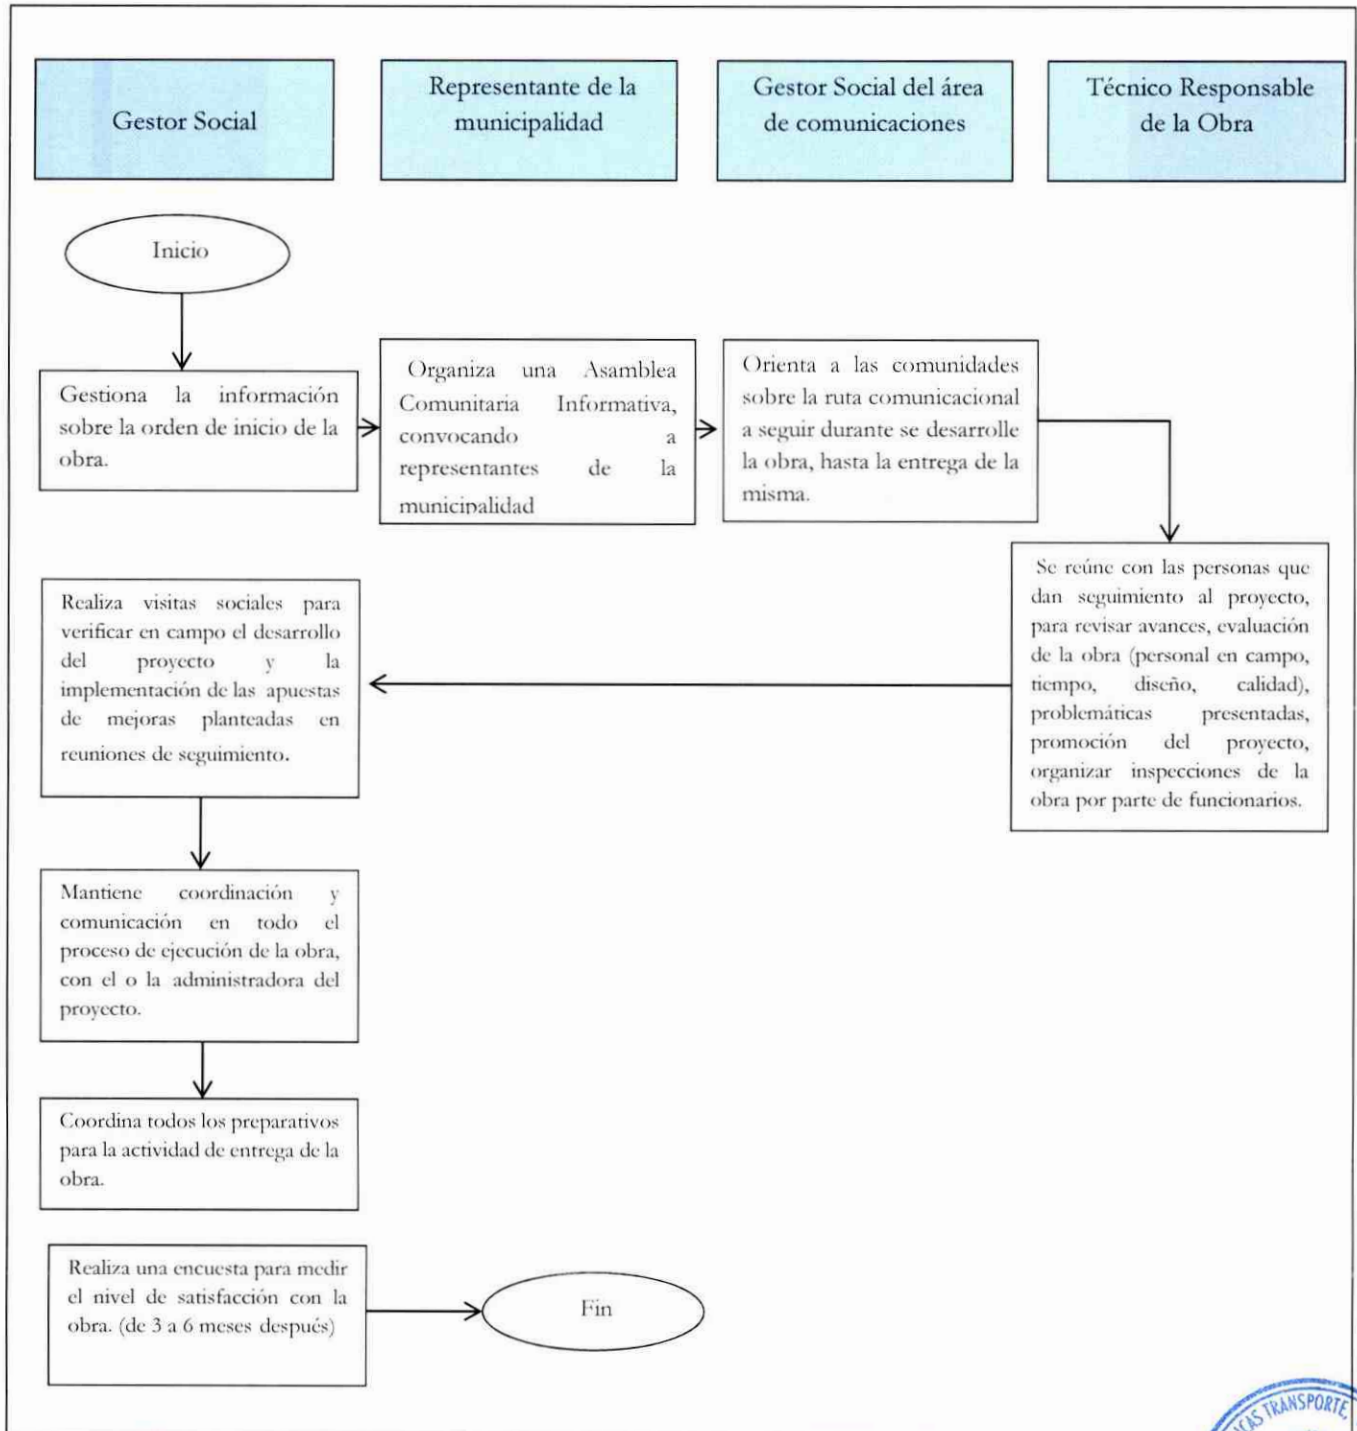 Gestor Social
Representante de la
municipalidad
Gestor Social del área
de comunicaciones
Técnico Responsable
de la Obra
Inicio
Gestiona la información
sobre la orden de inicio de la
obra.
Organiza una Asamblea
Comunitaria Informativa,
convocando a
representantes de la
municipalidad
Orienta a las comunidades
sobre la ruta comunicacional
a seguir durante se desarrolle
la obra, hasta la entrega de la
misma.
Se reúne con las personas que
dan seguimiento al proyecto,
para revisar avances, evaluación
de la obra (personal en campo,
tiempo, diseño, calidad),
problemáticas presentadas,
promoción del proyecto,
organizar inspecciones de la
obra por parte de funcionarios.
Realiza visitas sociales para
verificar en campo el desarrollo
del proyecto y la
implementación de las apuestas
de mejoras planteadas en
reuniones de seguimiento.
Mantiene coordinación y
comunicación en todo el
proceso de ejecución de la obra,
con el o la administradora del
proyecto.
Coordina todos los preparativos
para la actividad de entrega de la
obra.
Realiza una encuesta para medir
el nivel de satisfacción con la
obra. (de 3 a 6 meses después)
Fin
TRANSPORTE,